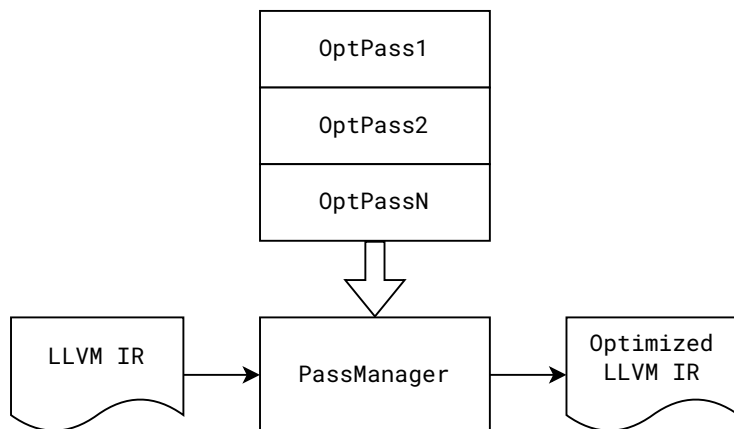 OptPass1
OptPass2
OptPassN
LLVM IR
PassManager
Optimized
LLVM IR